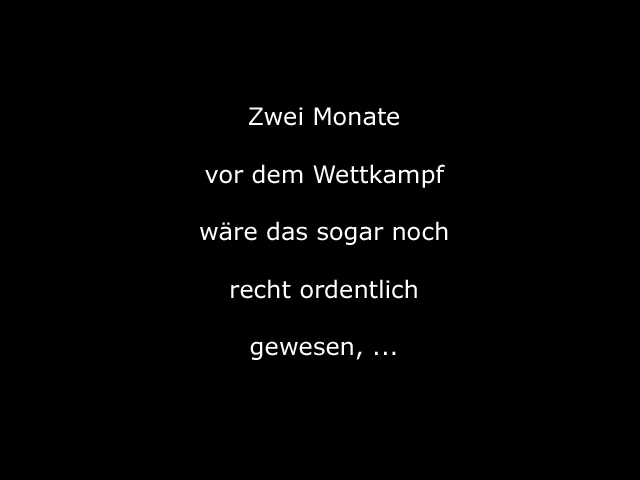 Zwei Monate
vor dem Wettkampf
wäre das sogar noch
recht ordentlich
gewesen, ...